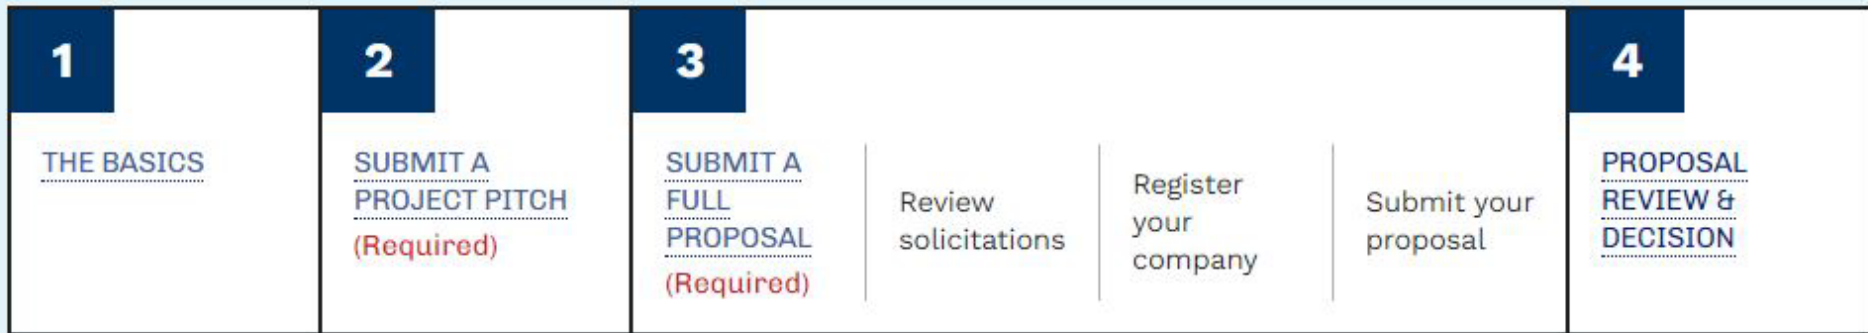 1
THE BASICS
2
SUBMIT A
PROJECT PITCH
(Required)
3
SUBMIT A
FULL
PROPOSAL
(Required)
Review
solicitations
Register
your
company
Submit your
proposal
4
PROPOSAL
REVIEW &
DECISION